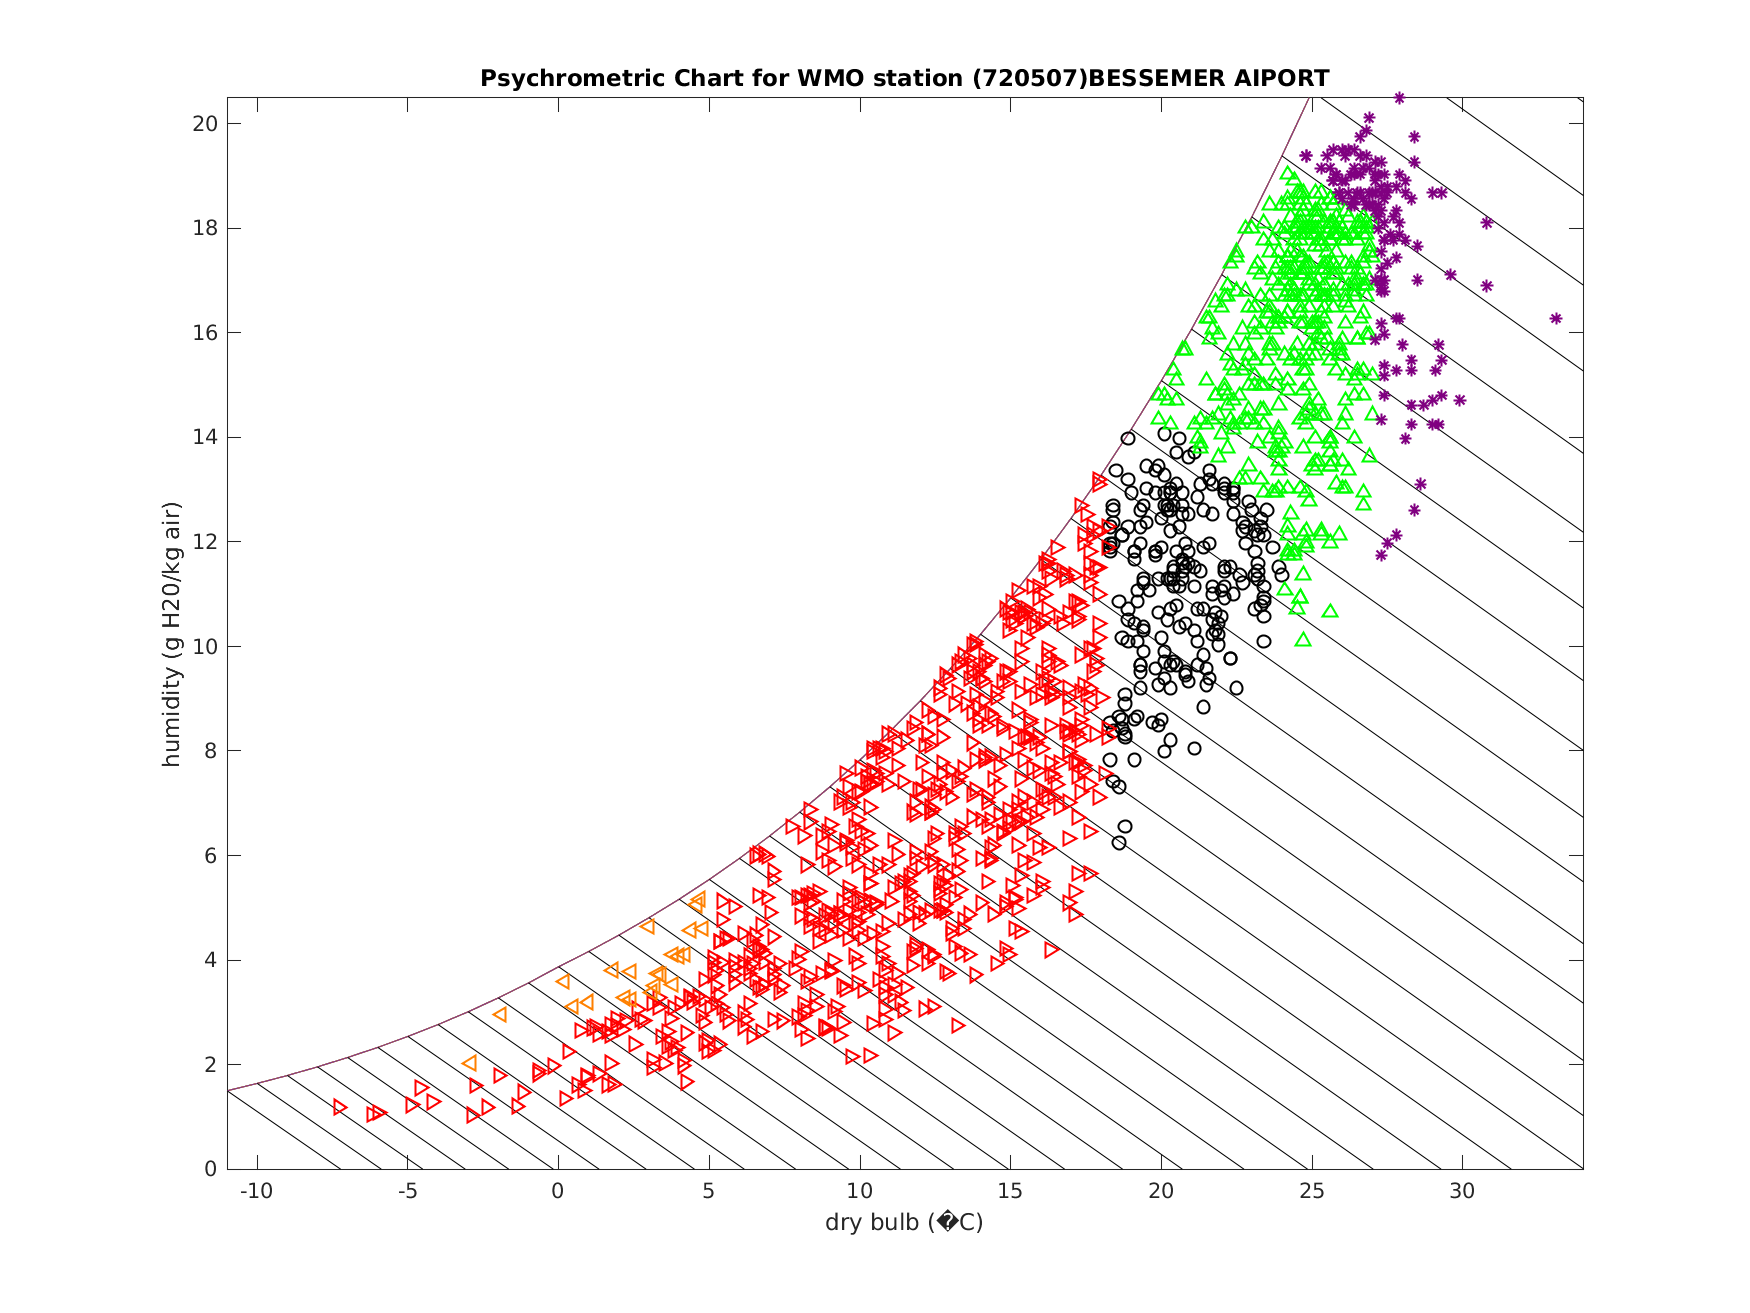 Psychrometric Chart for WMO station (720507)BESSEMER AIPORT
20
18
16
14
12
10
8
6
4
2
0
humidity (g H20/kg air)
-10 -5 0 5 10 15 20 25 30
dry bulb (�C)